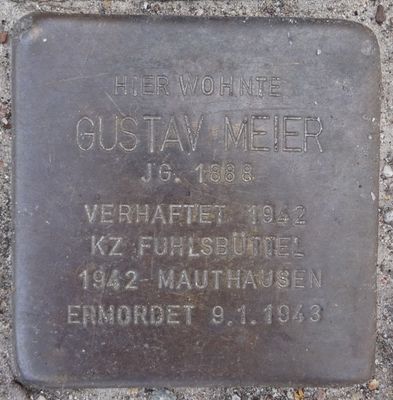 HIER WOHNTE
GUSTAV MEIER
JG. 1888
VERHAFTET 1942
KZ FUHLSBÜTTEL
1942 MAUTHAUSEN
ERMORDET 9.1.1943